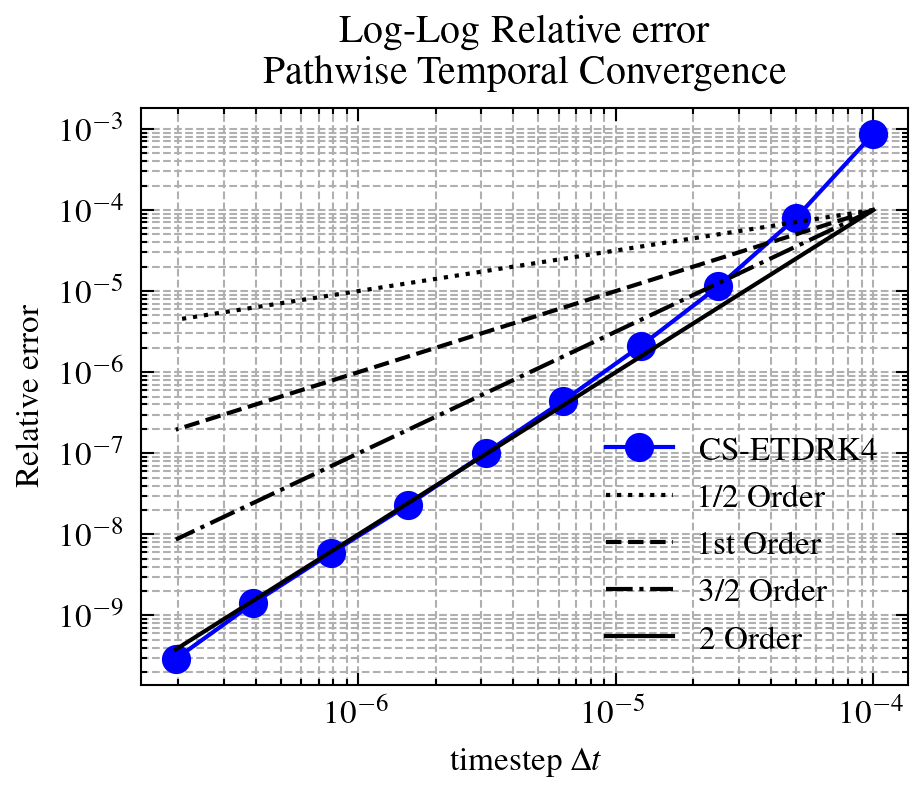 Log-Log Relative error
Pathwise Temporal Convergence
Relative error
10⁻³
10⁻⁴
10⁻⁵
10⁻⁶
10⁻⁷
10⁻⁸
10⁻⁹
CS-ETDRK4
1/2 Order
1st Order
3/2 Order
2 Order
10⁻⁶
10⁻⁵
10⁻⁴
timestep Δt